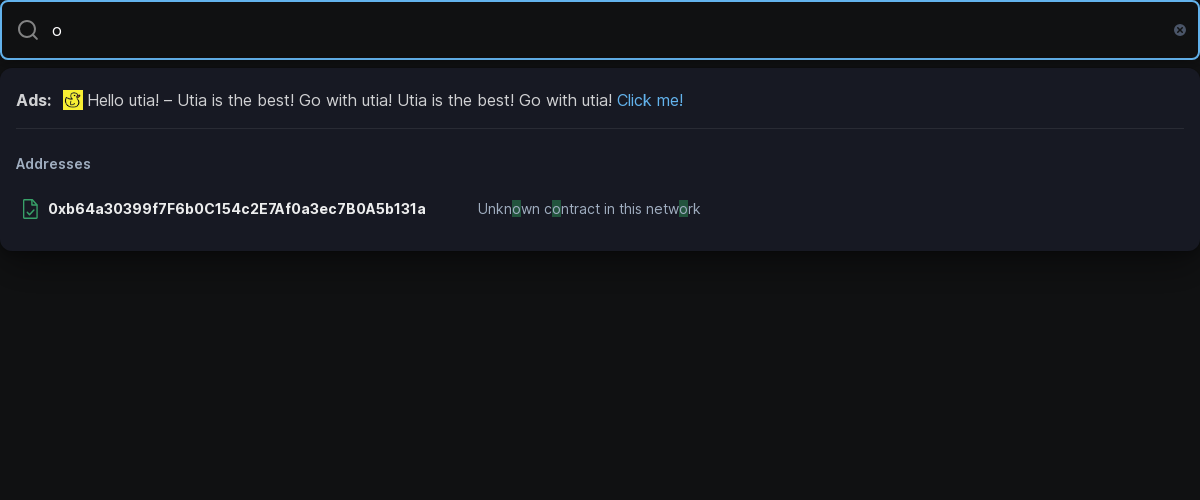 o
Ads: Hello utia! – Utia is the best! Go with utia! Utia is the best! Go with utia! Click me!
Addresses
0xb64a30399f7F6b0C154c2E7Af0a3ec7B0A5b131a Unknown contract in this network